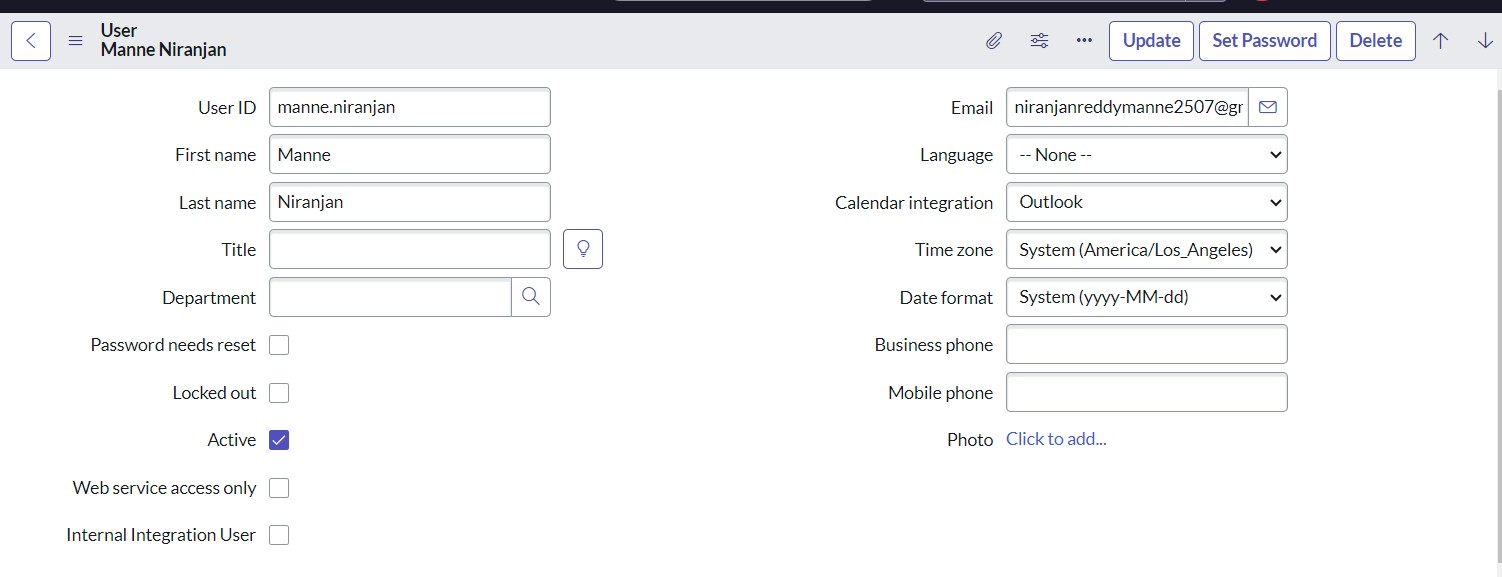 User
Manne Niranjan
Update
Set Password
Delete
User ID manne.niranjan
First name Manne
Last name Niranjan
Title
Department
Password needs reset
Locked out
Active
Web service access only
Internal Integration User
Email niranjanreddymanne2507@gr
Language -- None --
Calendar integration Outlook
Time zone System (America/Los_Angeles)
Date format System (yyyy-MM-dd)
Business phone
Mobile phone
Photo Click to add...